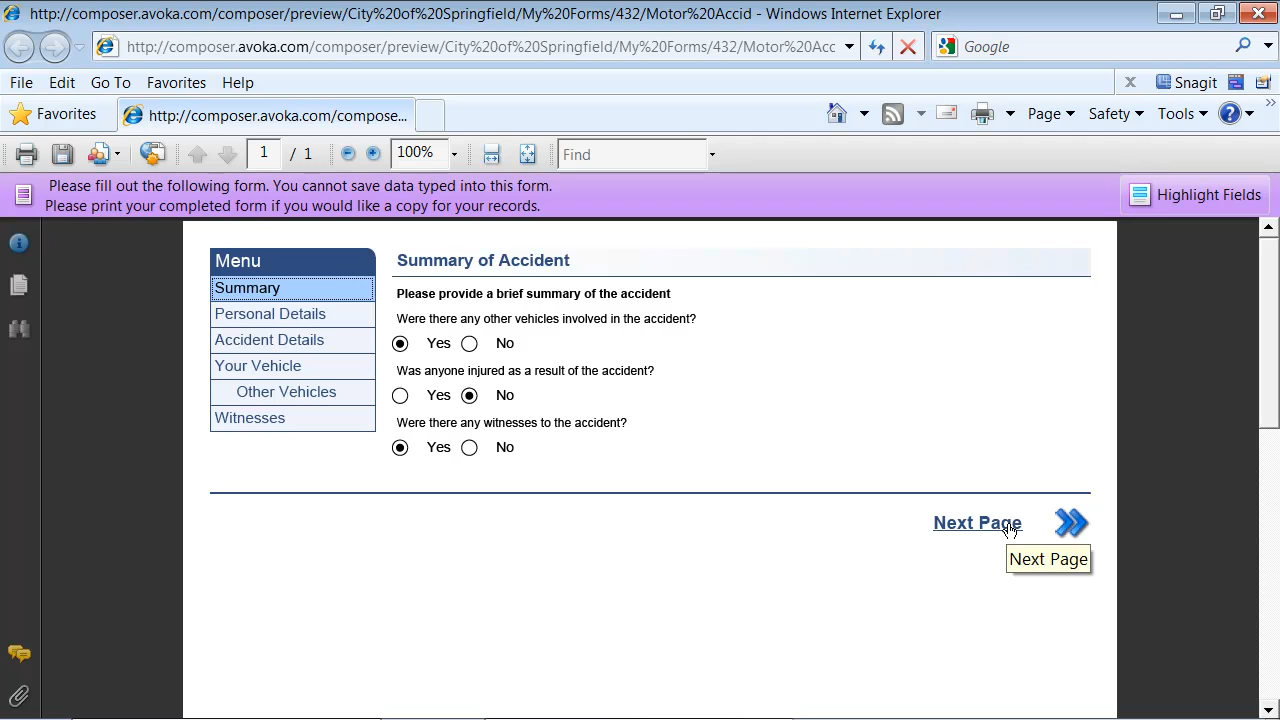 http://composer.avoka.com/composer/preview/City%20of%20Springfield/My%20Forms/432/Motor%20Accid - Windows Internet Explorer
http://composer.avoka.com/composer/preview/City%20of%20Springfield/My%20Forms/432/Motor%20Acc
Google
File Edit Go To Favorites Help
x Snagit
Favorites
http://composer.avoka.com/compose...
Page Safety Tools
1 / 1
100%
Find
Please fill out the following form. You cannot save data typed into this form.
Please print your completed form if you would like a copy for your records.
Highlight Fields
Menu
Summary
Personal Details
Accident Details
Your Vehicle
Other Vehicles
Witnesses
Summary of Accident
Please provide a brief summary of the accident
Were there any other vehicles involved in the accident?
Yes No
Was anyone injured as a result of the accident?
Yes No
Were there any witnesses to the accident?
Yes No
Next Page
Next Page